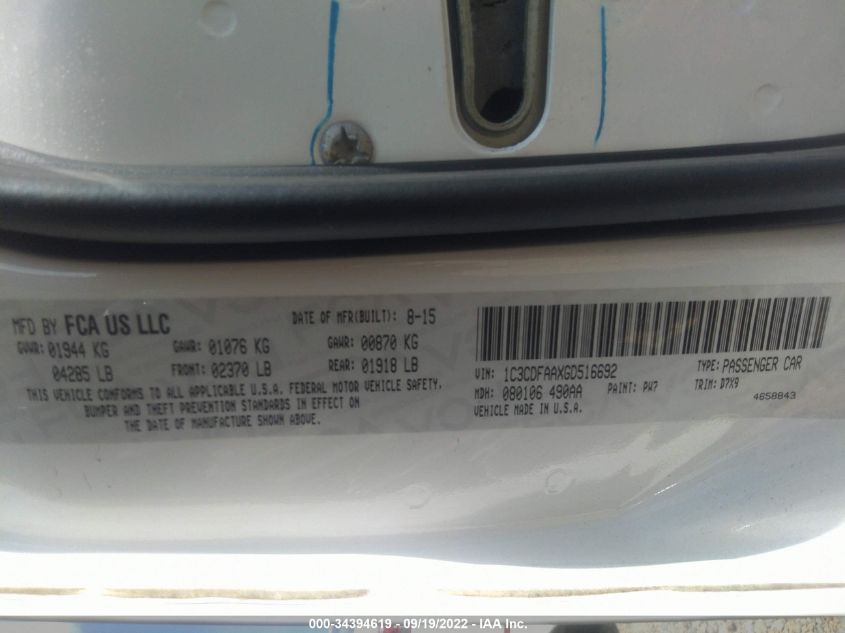 MFD BY FCA US LLC
DATE OF MFR(BUILT): 8-15
GVWR: 01944 KG GAWR: 01076 KG GAWR: 00870 KG
04285 LB FRONT: 02370 LB REAR: 01918 LB
THIS VEHICLE CONFORMS TO ALL APPLICABLE U.S.A. FEDERAL MOTOR VEHICLE SAFETY,
BUMPER AND THEFT PREVENTION STANDARDS IN EFFECT ON
THE DATE OF MANUFACTURE SHOWN ABOVE.
VIN: 1C3CDFAAXGD516692 TYPE: PASSENGER CAR
MDH: 080106 490AA PAINT: PW7 TRIM: D7X9
VEHICLE MADE IN U.S.A. 4658843
000-34394619 - 09/19/2022 - IAA Inc.